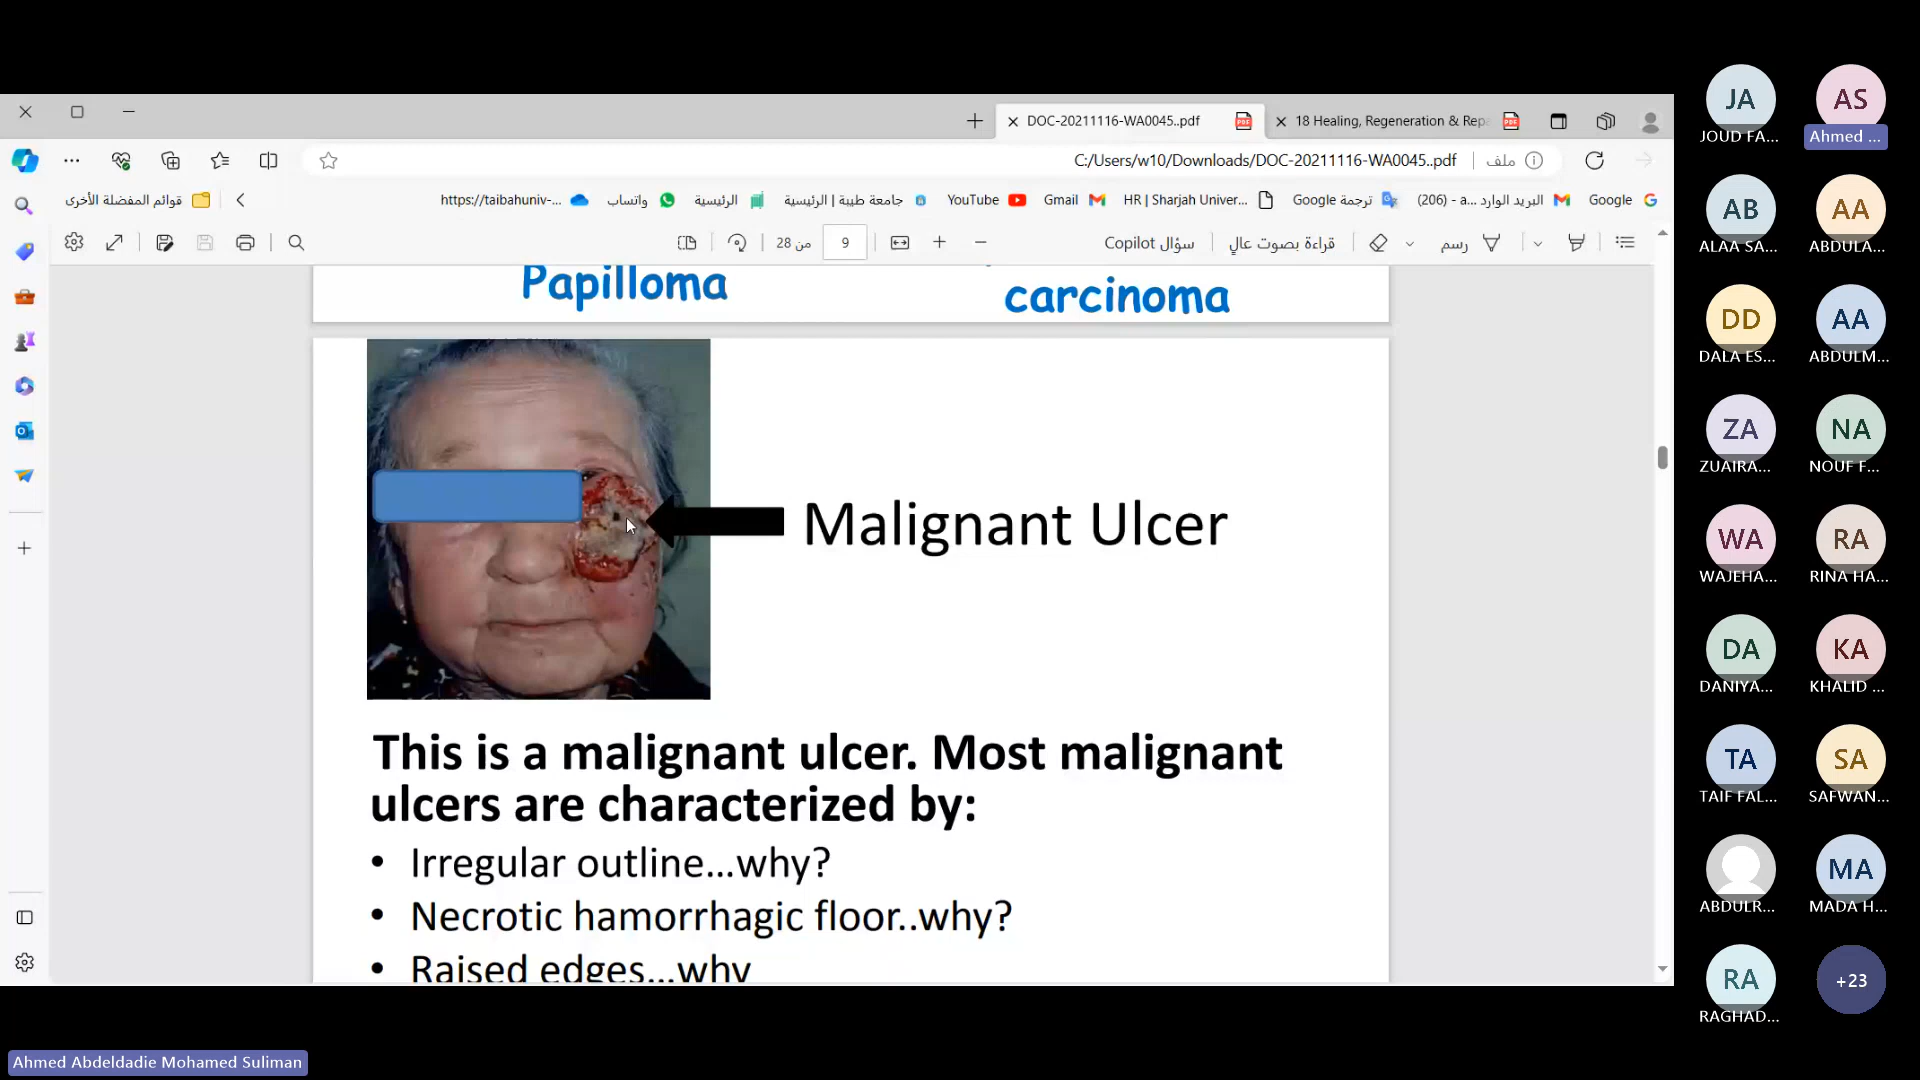 DOC-20211116-WA0045..pdf
18 Healing, Regeneration & Repa
C:/Users/w10/Downloads/DOC-20211116-WA0045..pdf
ملف
قوائم المفضلة الأخرى
https://taibahuniv-...
واتساب
الرئيسية
جامعة طيبة | الرئيسية
YouTube
Gmail
HR | Sharjah Univer...
ترجمة Google
البريد الوارد ...a - (206)
Google
28 من
9
سؤال Copilot
قراءة بصوت عالٍ
رسم
Papilloma
carcinoma
Malignant Ulcer
This is a malignant ulcer. Most malignant
ulcers are characterized by:
• Irregular outline...why?
• Necrotic hamorrhagic floor..why?
• Raised edges...why
JA
JOUD FA...
AS
Ahmed ...
AB
ALAA SA...
AA
ABDULA...
DD
DALA ES...
AA
ABDULM...
ZA
ZUAIRA...
NA
NOUF F...
WA
WAJEHA...
RA
RINA HA...
DA
DANIYA...
KA
KHALID ...
TA
TAIF FAL...
SA
SAFWAN...
ABDULR...
MA
MADA H...
RA
RAGHAD...
+23
Ahmed Abdeldadie Mohamed Suliman